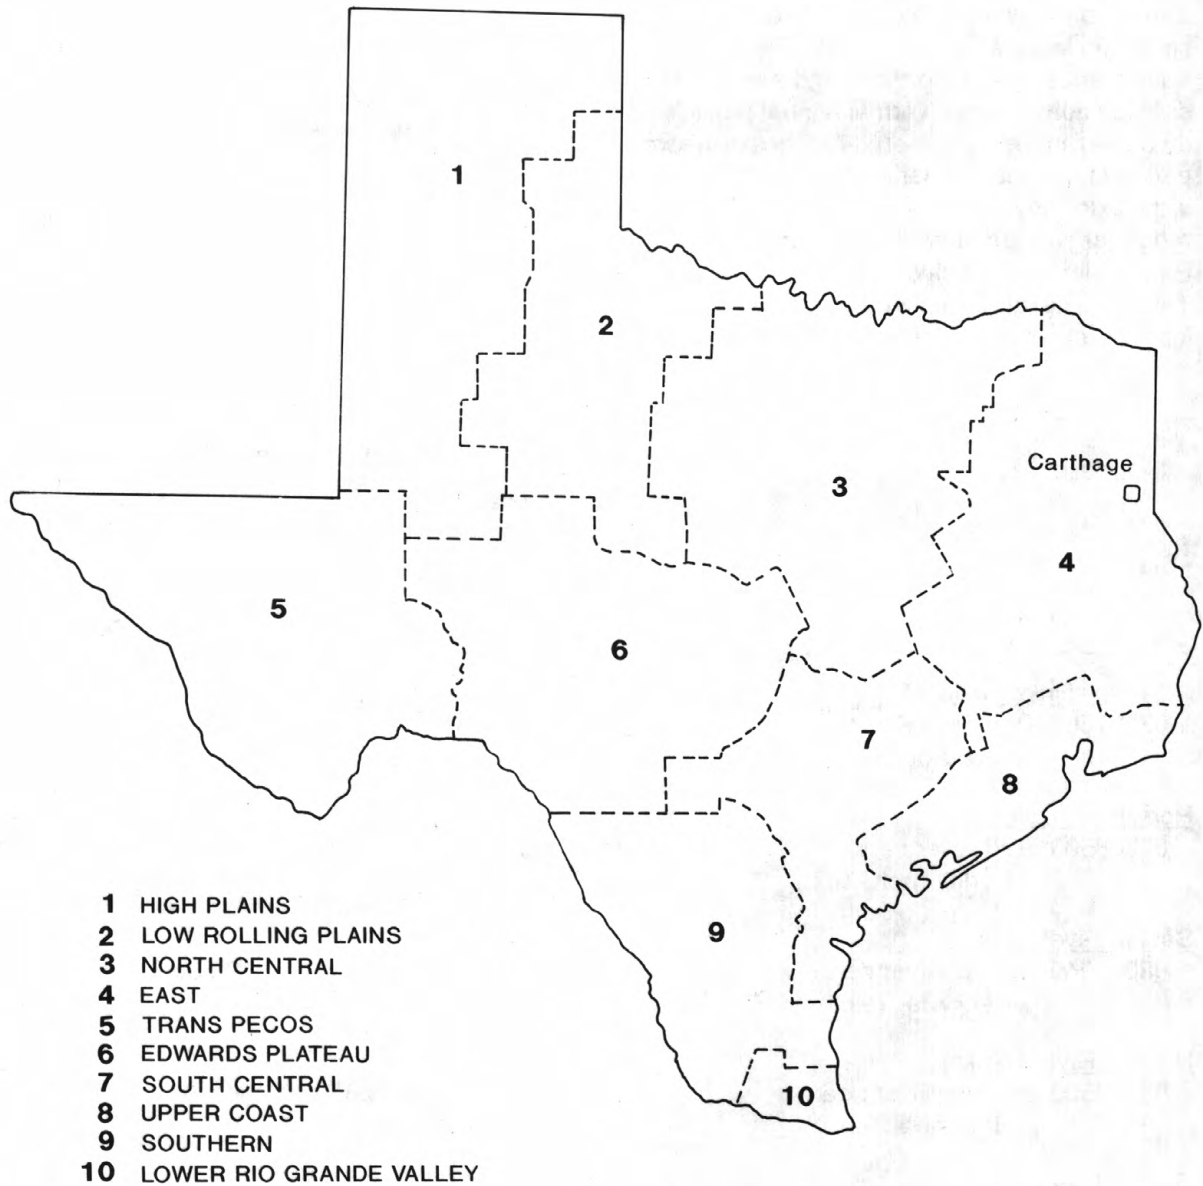 1
2
3
Carthage
4
5
6
7
8
9
10
1 HIGH PLAINS
2 LOW ROLLING PLAINS
3 NORTH CENTRAL
4 EAST
5 TRANS PECOS
6 EDWARDS PLATEAU
7 SOUTH CENTRAL
8 UPPER COAST
9 SOUTHERN
10 LOWER RIO GRANDE VALLEY